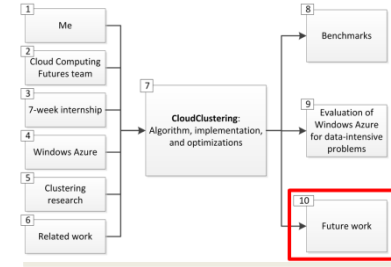 1
Me
2
Cloud Computing
Futures team
3
7-week internship
4
Windows Azure
5
Clustering
research
6
Related work
7
CloudClustering:
Algorithm, implementation,
and optimizations
8
Benchmarks
9
Evaluation of
Windows Azure
for data-intensive
problems
10
Future work